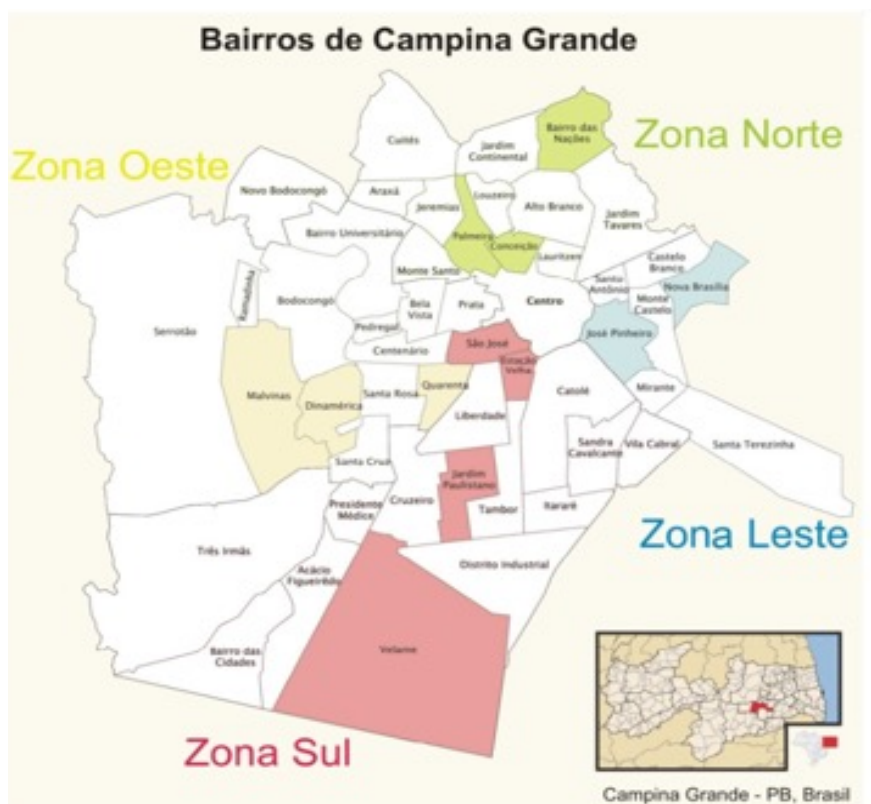 Bairros de Campina Grande
Zona Norte
Zona Oeste
Cuités
Jardim
Continental
Bairro das
Nações
Novo Bodocongó
Araxá
Jeremias
Louzeiro
Alto Branco
Jardim
Tavares
Bairro Universitário
Palmeira
Conceição
Lauritzen
Castelo
Branco
Monte Santo
Santo
Antônio
Nova Brasília
Ramadinha
Bodocongó
Bela
Vista
Prata
Centro
Monte
Castelo
Serrotão
Pedregal
José Pinheiro
Centenário
São José
Estação
Velha
Malvinas
Dinamérica
Santa Rosa
Quarenta
Catolé
Mirante
Liberdade
Santa Cruz
Sandra
Cavalcante
Vila Cabral
Santa Terezinha
Jardim
Paulistano
Presidente
Médice
Cruzeiro
Tambor
Itararé
Zona Leste
Três Irmãs
Acácio
Figueirêdo
Distrito Industrial
Bairro das
Cidades
Velame
Zona Sul
Campina Grande - PB, Brasil